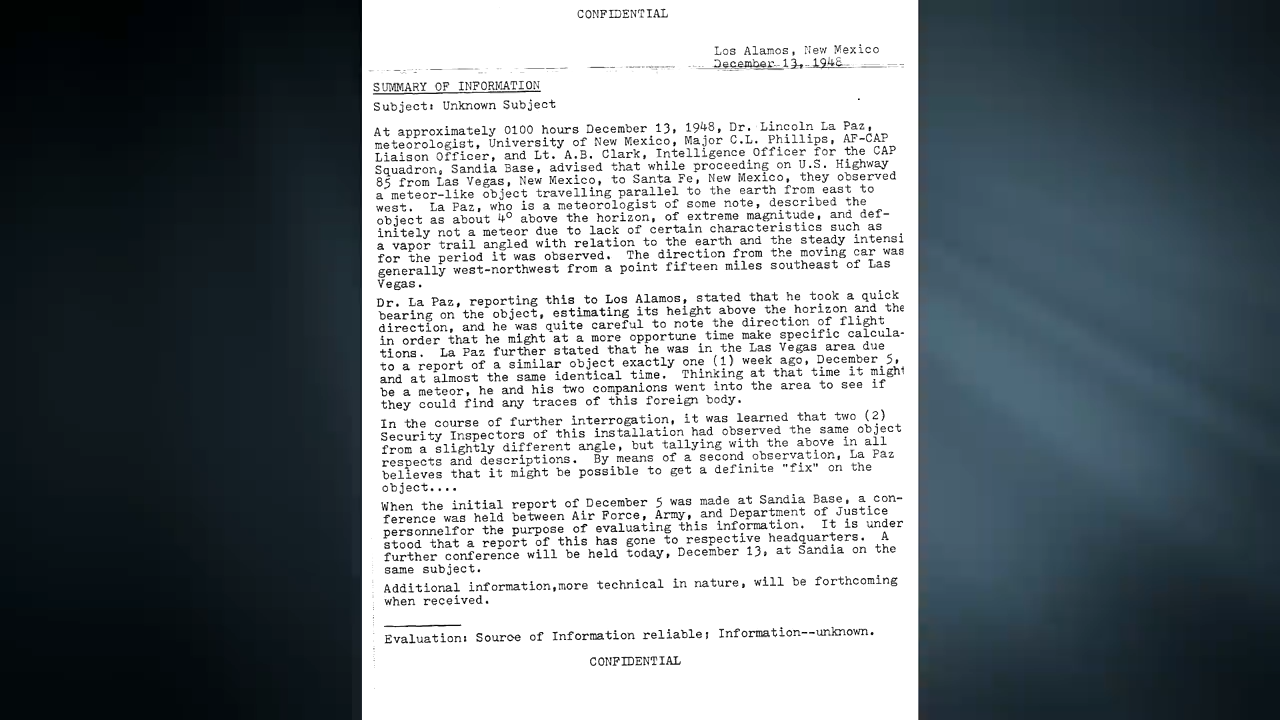 CONFIDENTIAL
Los Alamos, New Mexico
December 13, 1948
SUMMARY OF INFORMATION
Subject: Unknown Subject
At approximately 0100 hours December 13, 1948, Dr. Lincoln La Paz,
meteorologist, University of New Mexico, Major C.L. Phillips, AF-CAP
Liaison Officer, and Lt. A.B. Clark, Intelligence Officer for the CAP
Squadron, Sandia Base, advised that while proceeding on U.S. Highway
85 from Las Vegas, New Mexico, to Santa Fe, New Mexico, they observed
a meteor-like object travelling parallel to the earth from east to
west. La Paz, who is a meteorologist of some note, described the
object as about 4° above the horizon, of extreme magnitude, and def-
initely not a meteor due to lack of certain characteristics such as
a vapor trail angled with relation to the earth and the steady intensi
for the period it was observed. The direction from the moving car was
generally west-northwest from a point fifteen miles southeast of Las
Vegas.
Dr. La Paz, reporting this to Los Alamos, stated that he took a quick
bearing on the object, estimating its height above the horizon and the
direction, and he was quite careful to note the direction of flight
in order that he might at a more opportune time make specific calcula-
tions. La Paz further stated that he was in the Las Vegas area due
to a report of a similar object exactly one (1) week ago, December 5,
and at almost the same identical time. Thinking at that time it might
be a meteor, he and his two companions went into the area to see if
they could find any traces of this foreign body.
In the course of further interrogation, it was learned that two (2)
Security Inspectors of this installation had observed the same object
from a slightly different angle, but tallying with the above in all
respects and descriptions. By means of a second observation, La Paz
believes that it might be possible to get a definite "fix" on the
object....
When the initial report of December 5 was made at Sandia Base, a con-
ference was held between Air Force, Army, and Department of Justice
personnelfor the purpose of evaluating this information. It is under
stood that a report of this has gone to respective headquarters. A
further conference will be held today, December 13, at Sandia on the
same subject.
Additional information,more technical in nature, will be forthcoming
when received.
Evaluation: Source of Information reliable; Information--unknown.
CONFIDENTIAL